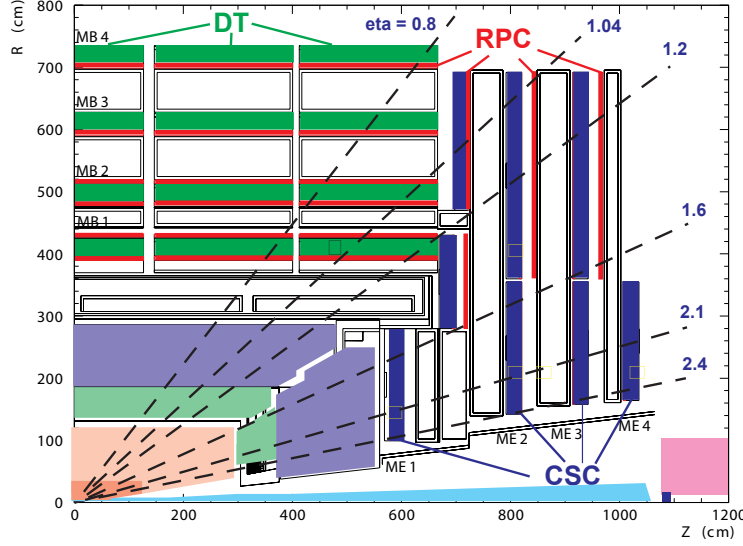 R (cm)
800
700
600
500
400
300
200
100
0
MB 4
DT
eta = 0.8
RPC
1.04
1.2
MB 3
MB 2
MB 1
1.6
2.1
2.4
ME 1
ME 2
ME 3
ME 4
CSC
0
200
400
600
800
1000
1200
Z (cm)